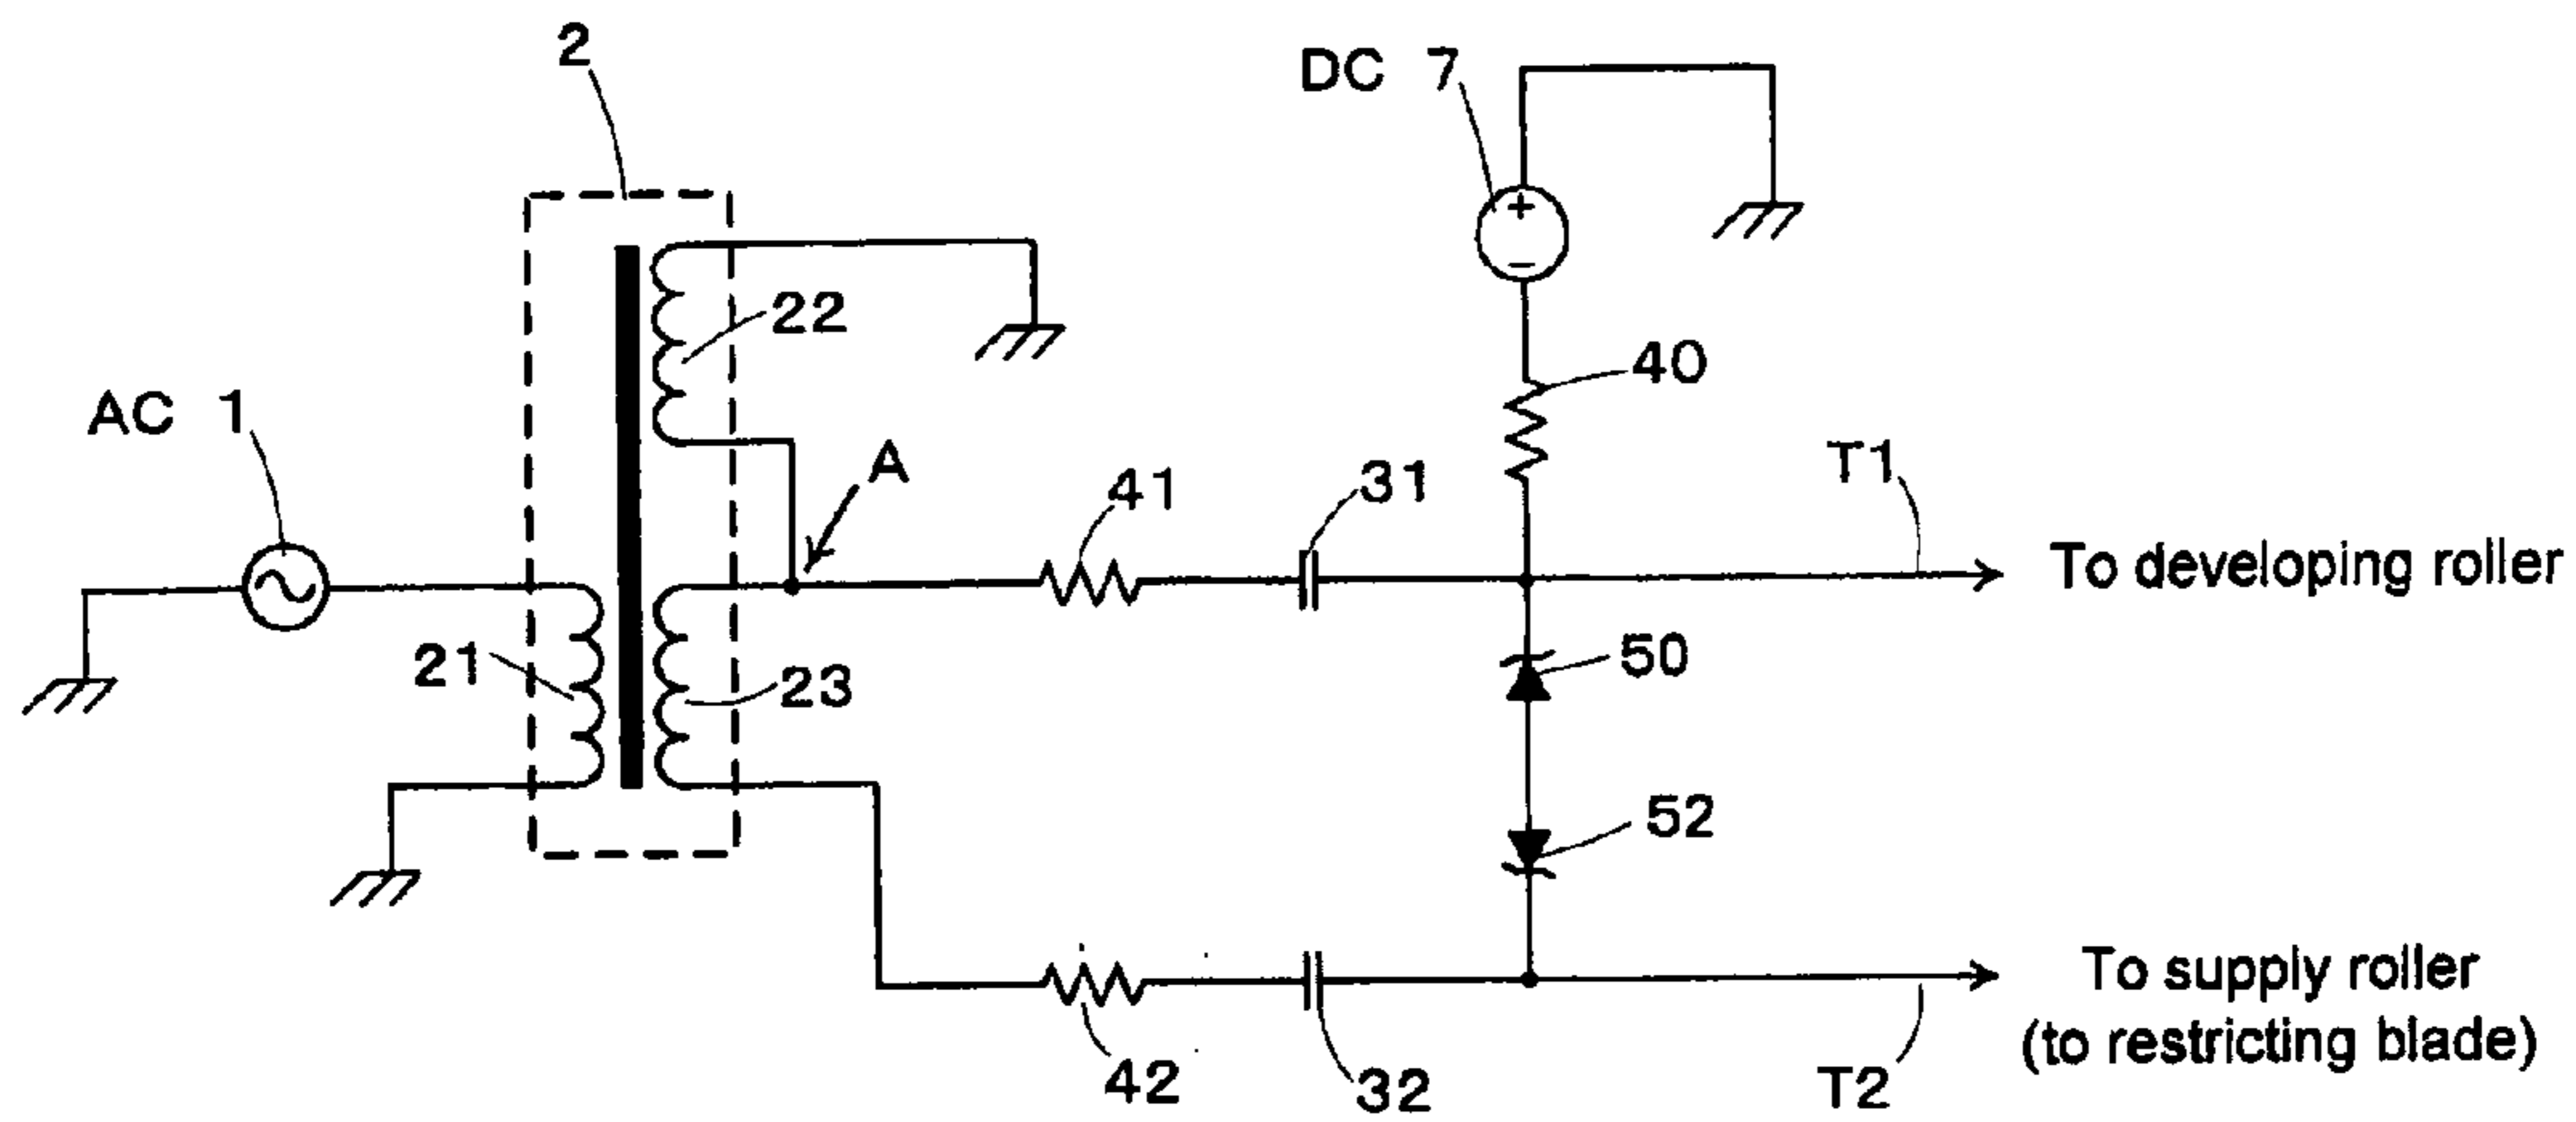 2
DC 7
+
−
22
40
AC 1
A
41
31
T1
To developing roller
21
23
50
52
To supply roller
(to restricting blade)
42
32
T2